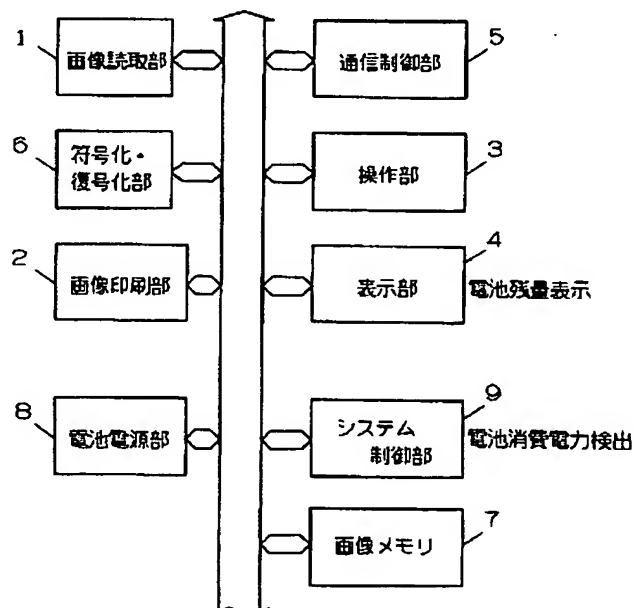 1
画像読取部
5
通信制御部
6
符号化・
復号化部
3
操作部
2
画像印刷部
4
表示部
電池残量表示
8
電池電源部
9
システム
制御部
電池消費電力検出
7
画像メモリ